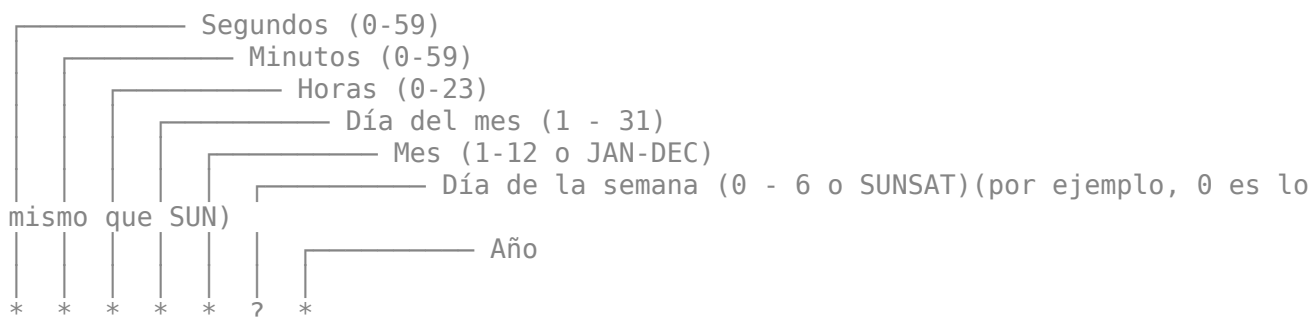 Segundos (0-59)
Minutos (0-59)
Horas (0-23)
Día del mes (1 - 31)
Mes (1-12 o JAN-DEC)
Día de la semana (0 - 6 o SUNSAT)(por ejemplo, 0 es lo
mismo que SUN)
Año
* * * * * ? *